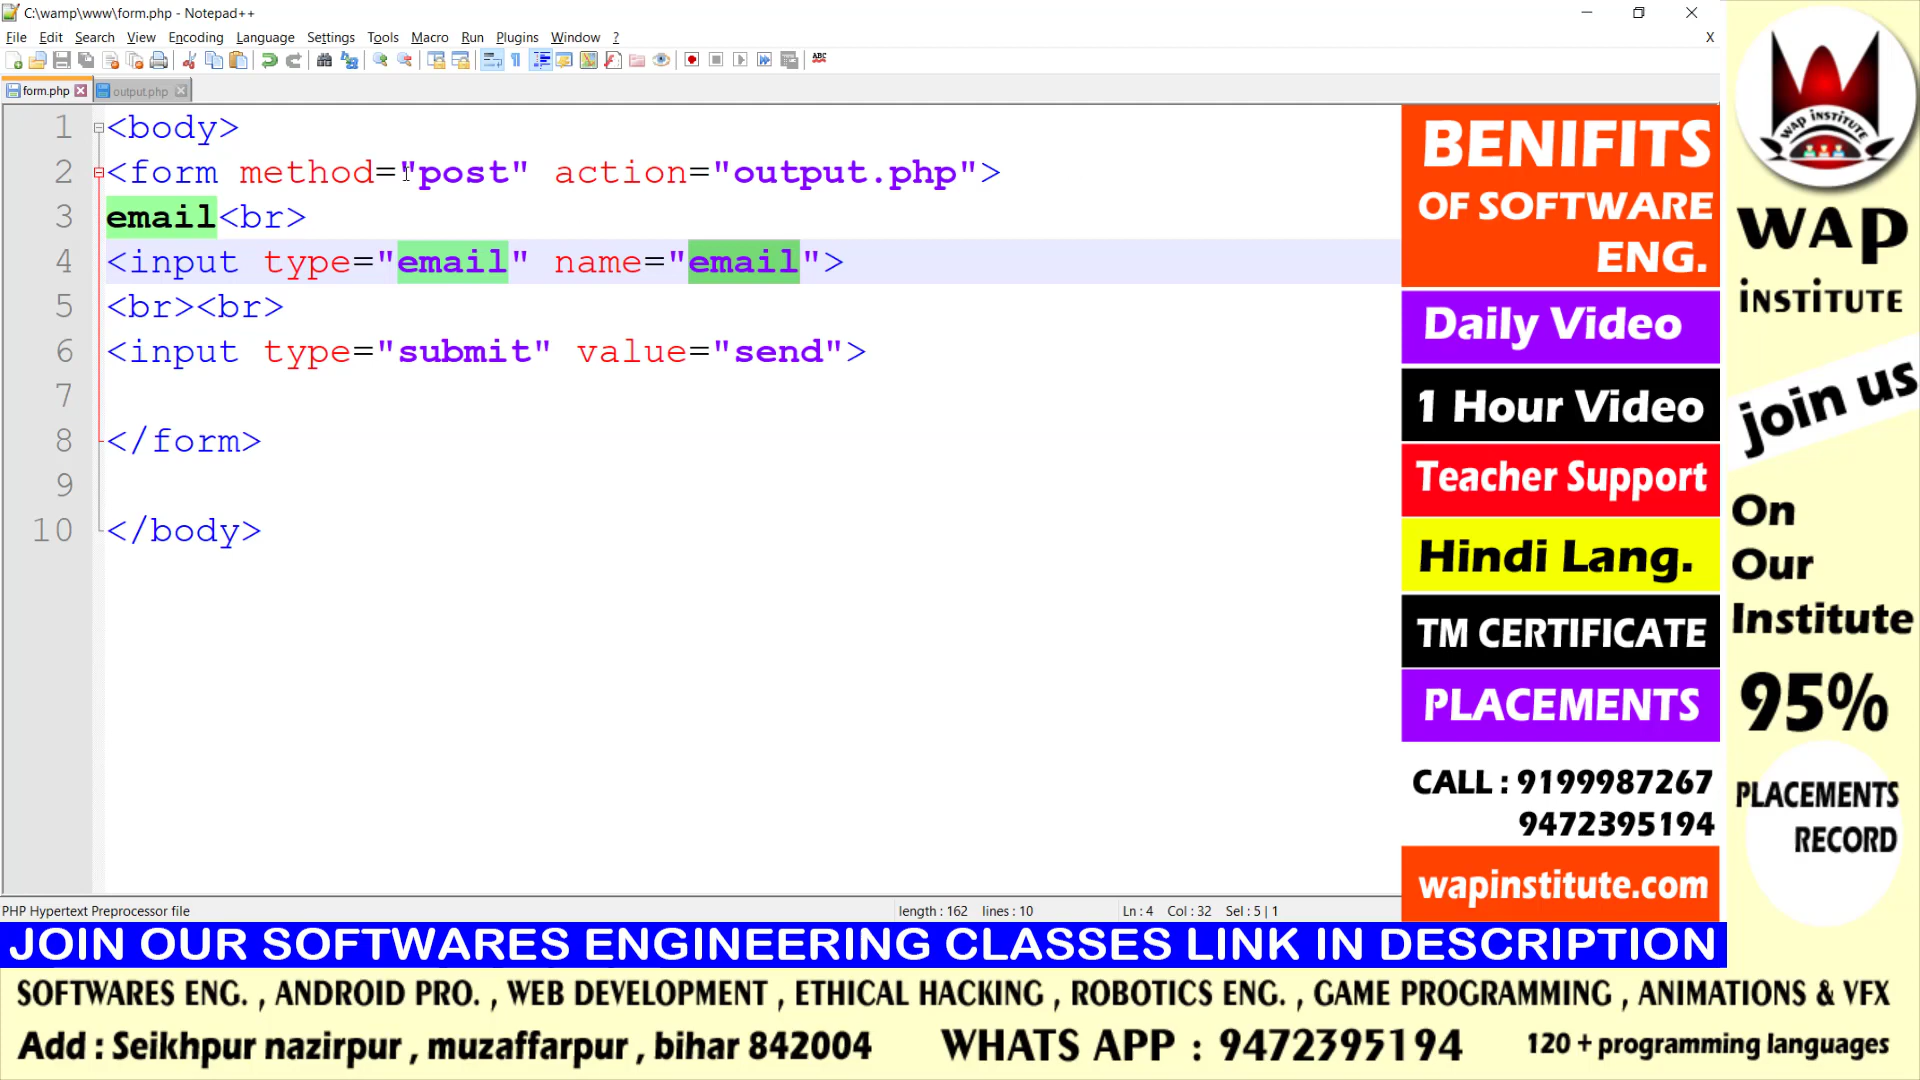 C:\wamp\www\form.php - Notepad++
File Edit Search View Encoding Language Settings Tools Macro Run Plugins Window ? X
form.php output.php
1 <body>
2 <form method="post" action="output.php">
3 email<br>
4 <input type="email" name="email">
5 <br><br>
6 <input type="submit" value="send">
7
8 </form>
9
10 </body>
PHP Hypertext Preprocessor file length : 162 lines : 10 Ln : 4 Col : 32 Sel : 5 | 1
BENIFITS
OF SOFTWARE
ENG.
Daily Video
1 Hour Video
Teacher Support
Hindi Lang.
TM CERTIFICATE
PLACEMENTS
CALL : 9199987267
9472395194
wapinstitute.com
WAP INSTITUTE
WAP
INSTITUTE
join us
On
Our
Institute
95%
PLACEMENTS
RECORD
JOIN OUR SOFTWARES ENGINEERING CLASSES LINK IN DESCRIPTION
SOFTWARES ENG. , ANDROID PRO. , WEB DEVELOPMENT , ETHICAL HACKING , ROBOTICS ENG. , GAME PROGRAMMING , ANIMATIONS & VFX
Add : Seikhpur nazirpur , muzaffarpur , bihar 842004 WHATS APP : 9472395194 120 + programming languages